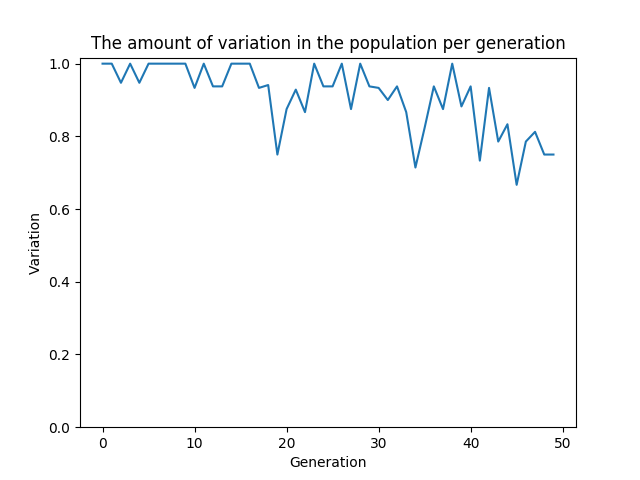 The amount of variation in the population per generation
1.0
0.8
0.6
0.4
0.2
0.0
Variation
0 10 20 30 40 50
Generation